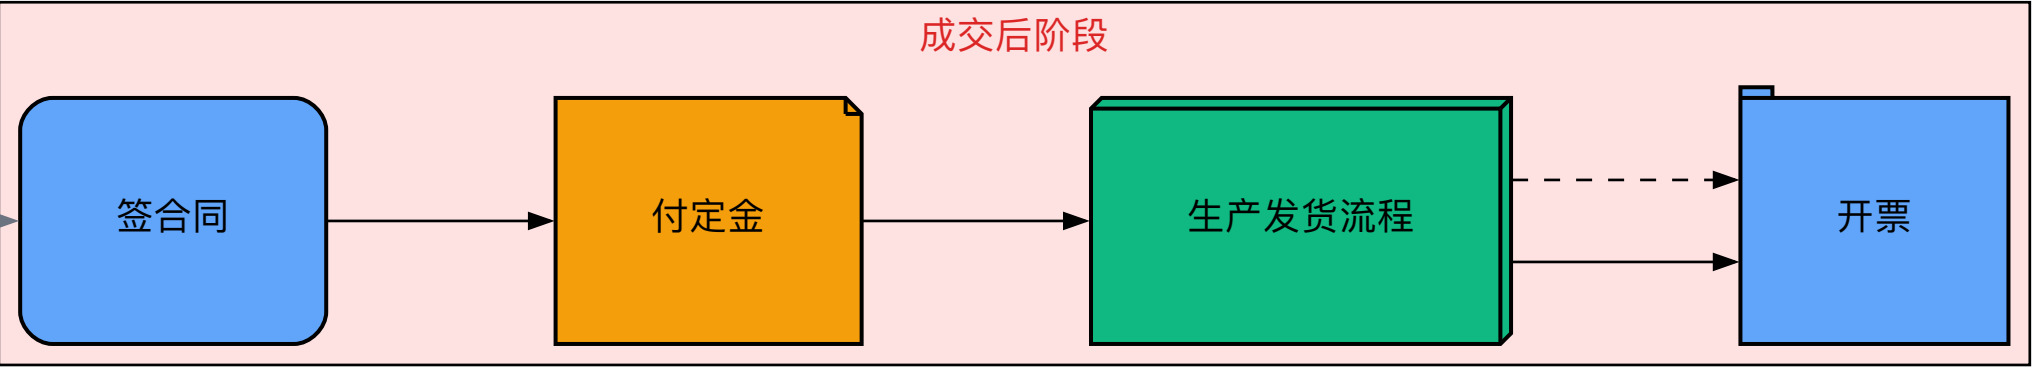 成交后阶段
签合同
付定金
生产发货流程
开票